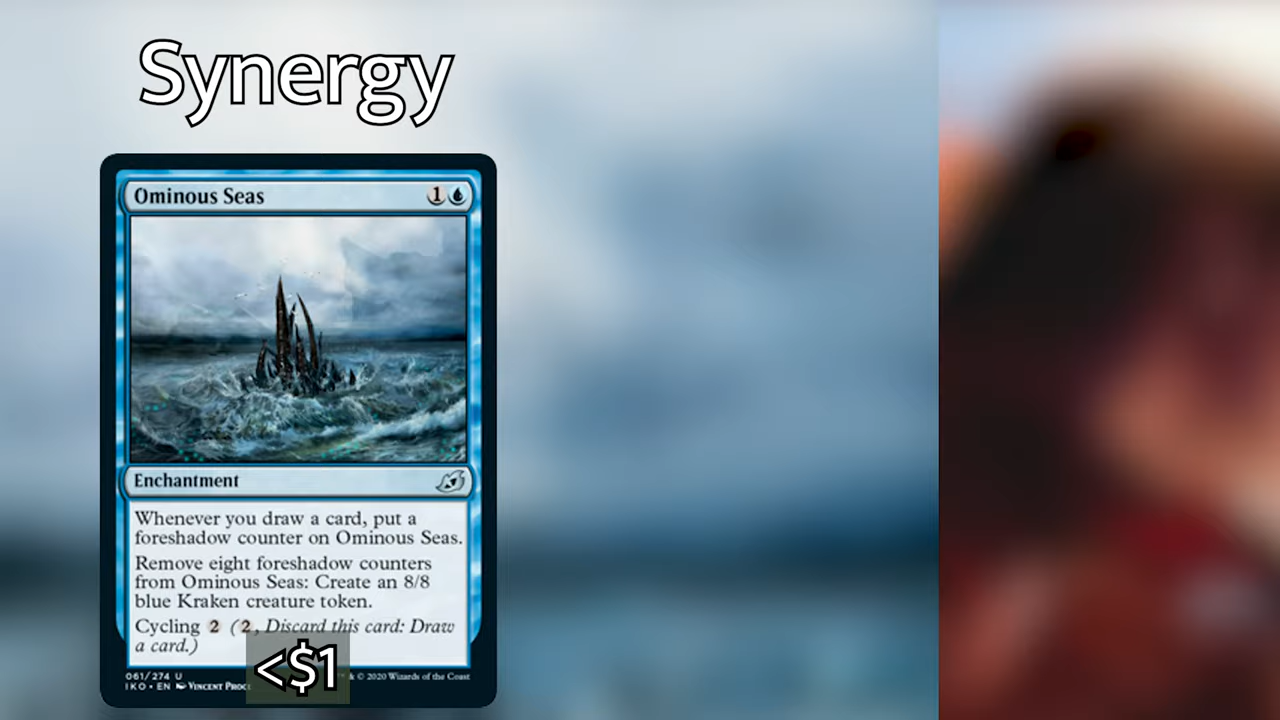 Synergy
Ominous Seas 1
Enchantment
Whenever you draw a card, put a
foreshadow counter on Ominous Seas.
Remove eight foreshadow counters
from Ominous Seas: Create an 8/8
blue Kraken creature token.
Cycling 2 (2, Discard this card: Draw
a card.)
<$1
061/274 U
& © 2020 Wizards of the Coast
IKO • EN VINCENT